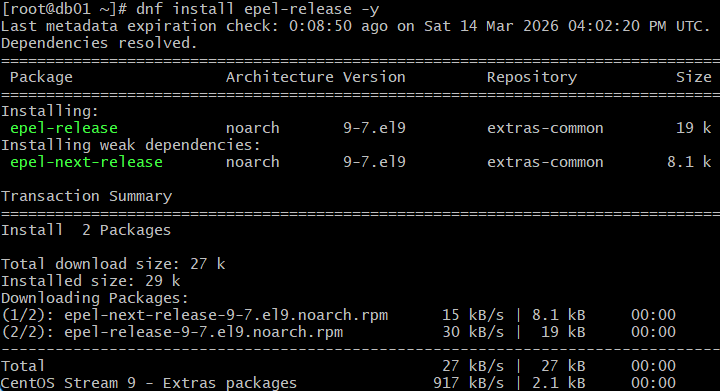 [root@db01 ~]# dnf install epel-release -y
Last metadata expiration check: 0:08:50 ago on Sat 14 Mar 2026 04:02:20 PM UTC.
Dependencies resolved.
================================================================================
 Package                  Architecture Version          Repository         Size
================================================================================
Installing:
 epel-release             noarch       9-7.el9          extras-common      19 k
Installing weak dependencies:
 epel-next-release        noarch       9-7.el9          extras-common     8.1 k
Transaction Summary
================================================================================
Install  2 Packages
Total download size: 27 k
Installed size: 29 k
Downloading Packages:
(1/2): epel-next-release-9-7.el9.noarch.rpm      15 kB/s | 8.1 kB     00:00
(2/2): epel-release-9-7.el9.noarch.rpm           30 kB/s |  19 kB     00:00
--------------------------------------------------------------------------------
Total                                            27 kB/s |  27 kB     00:00
CentOS Stream 9 - Extras packages               917 kB/s | 2.1 kB     00:00